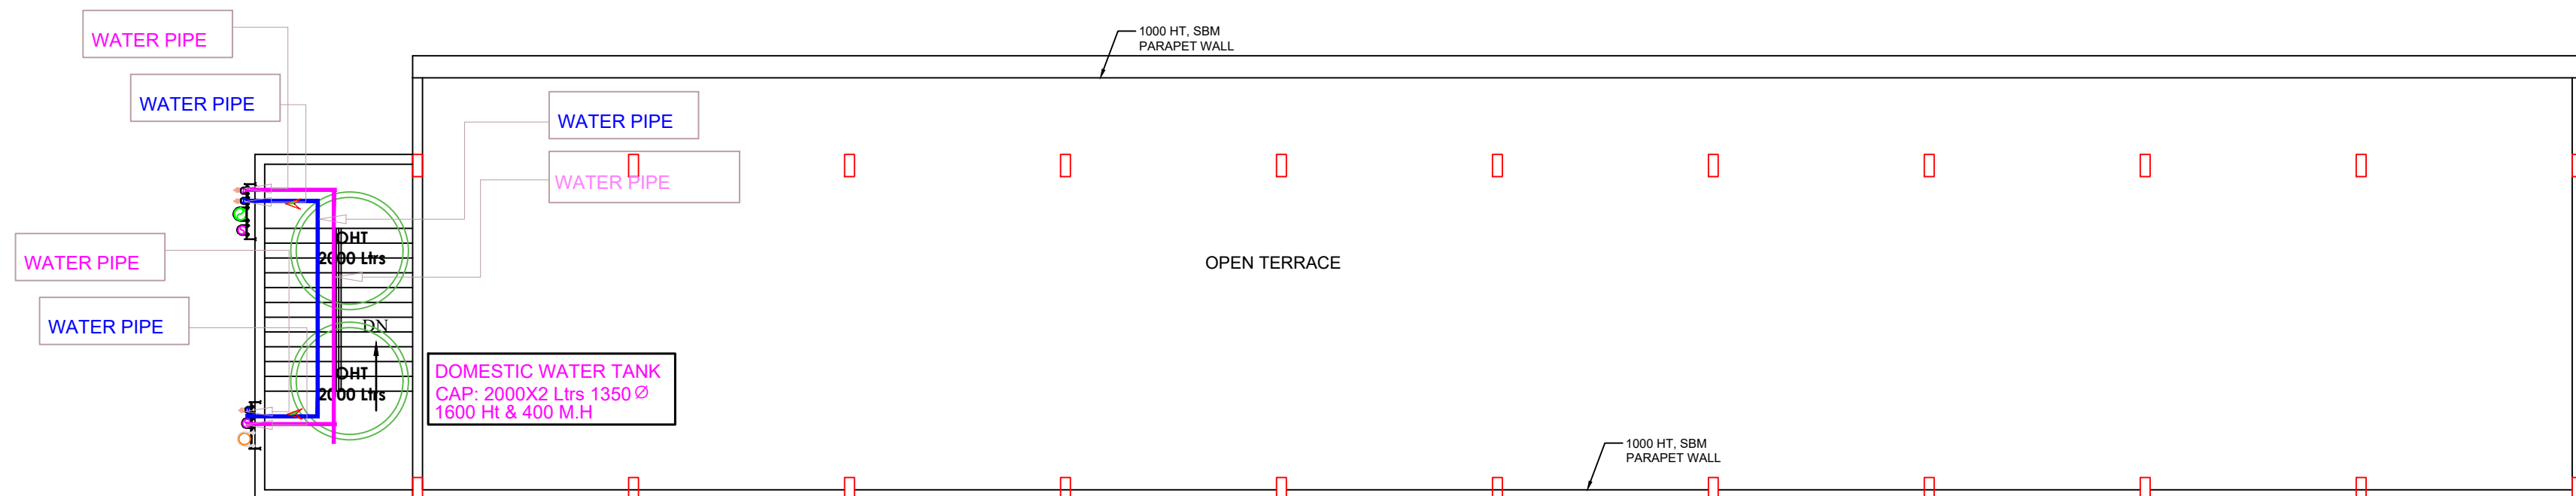 1000 HT, SBM
PARAPET WALL
WATER PIPE
WATER PIPE
WATER PIPE
WATER PIPE
OHT
2000 Ltrs
WATER PIPE
OPEN TERRACE
WATER PIPE
DN
OHT
2000 Ltrs
DOMESTIC WATER TANK
CAP: 2000X2 Ltrs 1350 Ø
1600 Ht & 400 M.H
1000 HT, SBM
PARAPET WALL